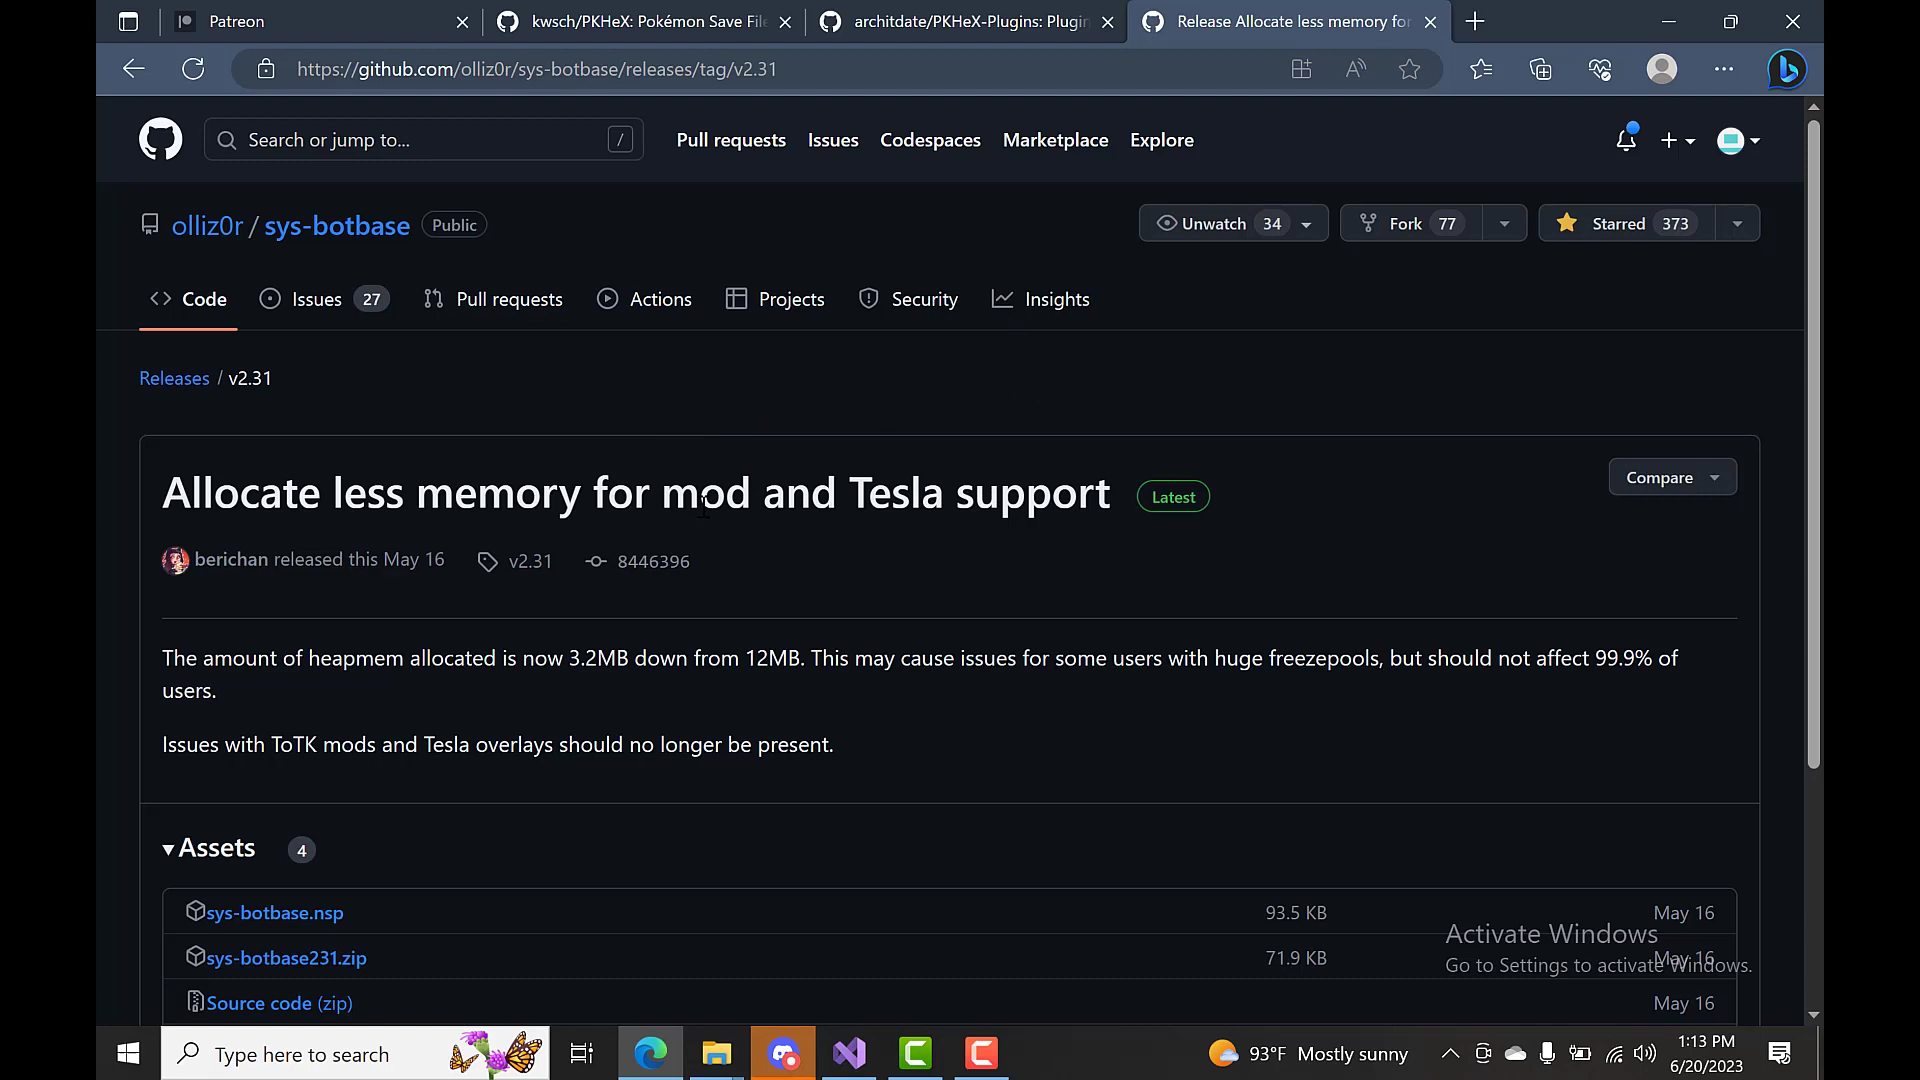 Patreon
kwsch/PKHeX: Pokémon Save File
architdate/PKHeX-Plugins: Plugin
Release Allocate less memory for
https://github.com/olliz0r/sys-botbase/releases/tag/v2.31
Search or jump to...
/
Pull requests
Issues
Codespaces
Marketplace
Explore
olliz0r / sys-botbase Public
Unwatch 34
Fork 77
Starred 373
Code
Issues 27
Pull requests
Actions
Projects
Security
Insights
Releases / v2.31
Allocate less memory for mod and Tesla support Latest
Compare
berichan released this May 16 v2.31 8446396
The amount of heapmem allocated is now 3.2MB down from 12MB. This may cause issues for some users with huge freezepools, but should not affect 99.9% of
users.
Issues with ToTK mods and Tesla overlays should no longer be present.
Assets 4
sys-botbase.nsp 93.5 KB May 16
sys-botbase231.zip 71.9 KB May 16
Source code (zip) May 16
Activate Windows
Go to Settings to activate Windows.
Type here to search
93°F Mostly sunny
1:13 PM
6/20/2023